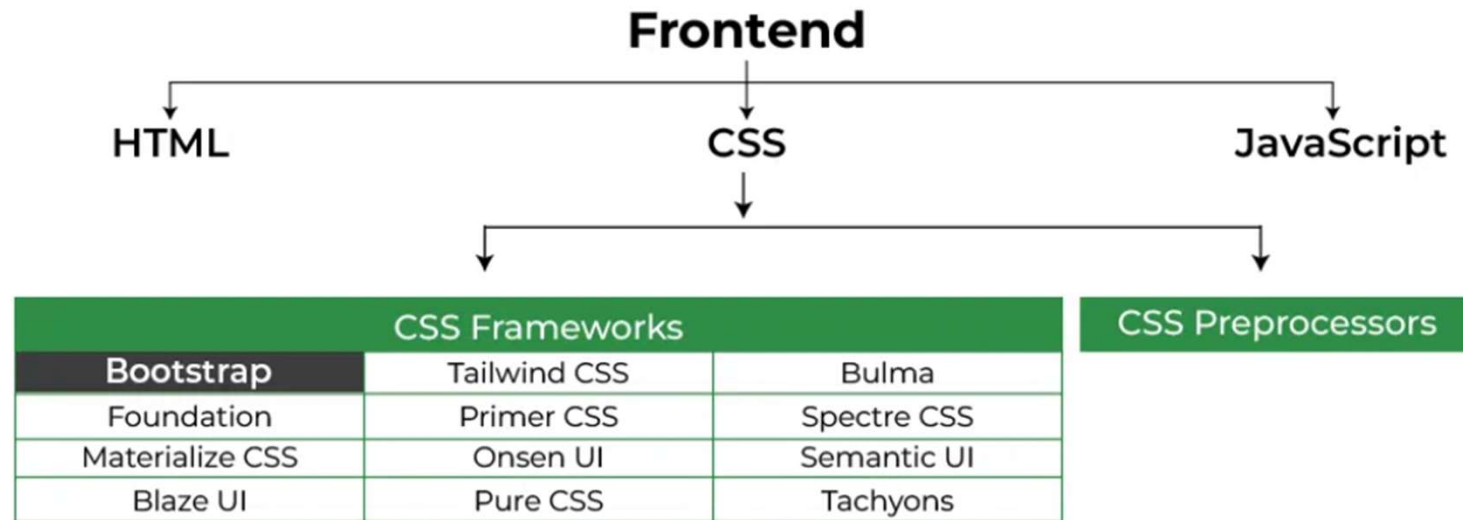 Frontend
HTML CSS JavaScript
CSS Frameworks CSS Preprocessors
Bootstrap Tailwind CSS Bulma
Foundation Primer CSS Spectre CSS
Materialize CSS Onsen UI Semantic UI
Blaze UI Pure CSS Tachyons